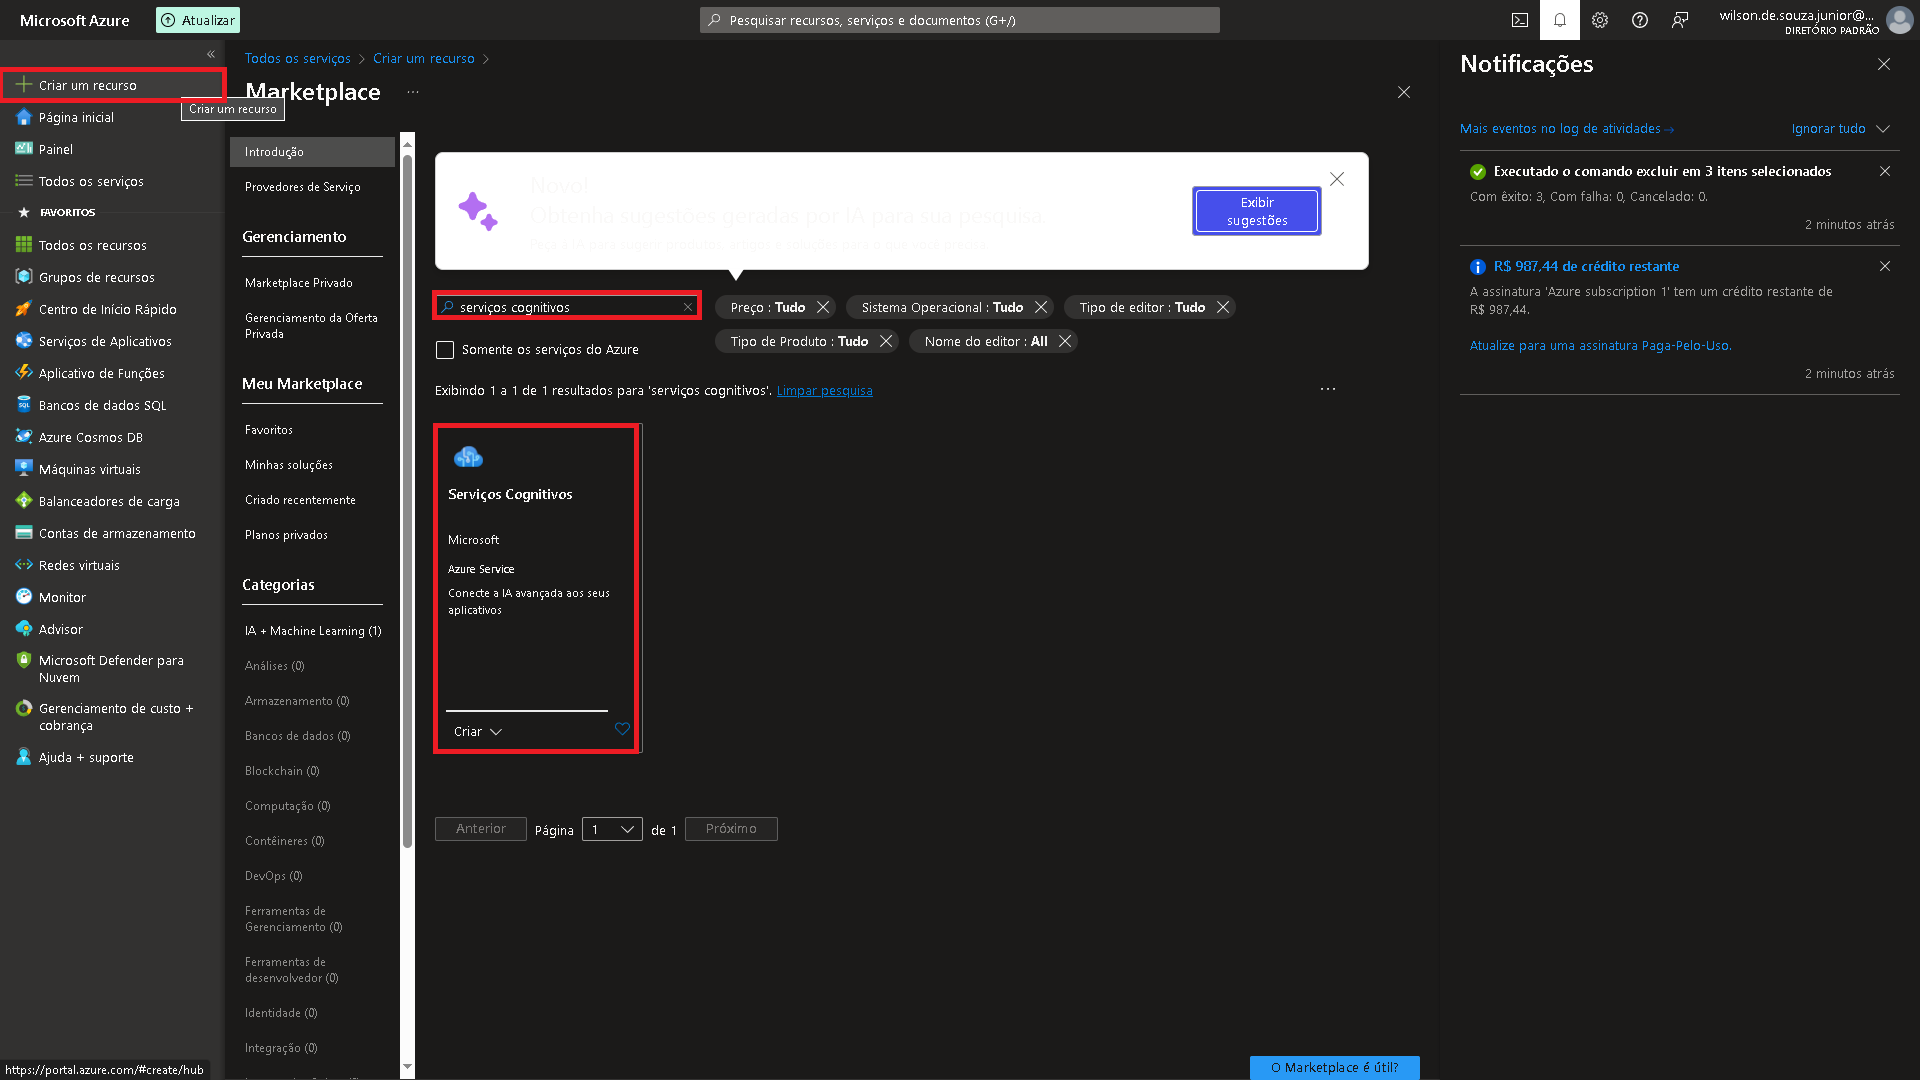 Microsoft Azure
Atualizar
Pesquisar recursos, serviços e documentos (G+/)
wilson.de.souza.junior@...
DIRETÓRIO PADRÃO
Criar um recurso
Criar um recurso
Página inicial
Painel
Todos os serviços
FAVORITOS
Todos os recursos
Grupos de recursos
Centro de Início Rápido
Serviços de Aplicativos
Aplicativo de Funções
Bancos de dados SQL
Azure Cosmos DB
Máquinas virtuais
Balanceadores de carga
Contas de armazenamento
Redes virtuais
Monitor
Advisor
Microsoft Defender para
Nuvem
Gerenciamento de custo +
cobrança
Ajuda + suporte
https://portal.azure.com/#create/hub
Todos os serviços > Criar um recurso >
Marketplace ...
Introdução
Provedores de Serviço
Gerenciamento
Marketplace Privado
Gerenciamento da Oferta
Privada
Meu Marketplace
Favoritos
Minhas soluções
Criado recentemente
Planos privados
Categorias
IA + Machine Learning (1)
Análises (0)
Armazenamento (0)
Bancos de dados (0)
Blockchain (0)
Computação (0)
Contêineres (0)
DevOps (0)
Ferramentas de
Gerenciamento (0)
Ferramentas de
desenvolvedor (0)
Identidade (0)
Integração (0)
Novo!
Obtenha sugestões geradas por IA para sua pesquisa.
Exibir
sugestões
serviços cognitivos
Preço : Tudo
Sistema Operacional : Tudo
Tipo de editor : Tudo
Tipo de Produto : Tudo
Nome do editor : All
Somente os serviços do Azure
Exibindo 1 a 1 de 1 resultados para 'serviços cognitivos'. Limpar pesquisa
Serviços Cognitivos
Microsoft
Azure Service
Conecte a IA avançada aos seus
aplicativos
Criar
Anterior
Página 1 de 1
Próximo
O Marketplace é útil?
Notificações
Mais eventos no log de atividades→
Ignorar tudo
Executado o comando excluir em 3 itens selecionados
Com êxito: 3, Com falha: 0, Cancelado: 0.
2 minutos atrás
R$ 987,44 de crédito restante
A assinatura 'Azure subscription 1' tem um crédito restante de
R$ 987,44.
Atualize para uma assinatura Paga-Pelo-Uso.
2 minutos atrás